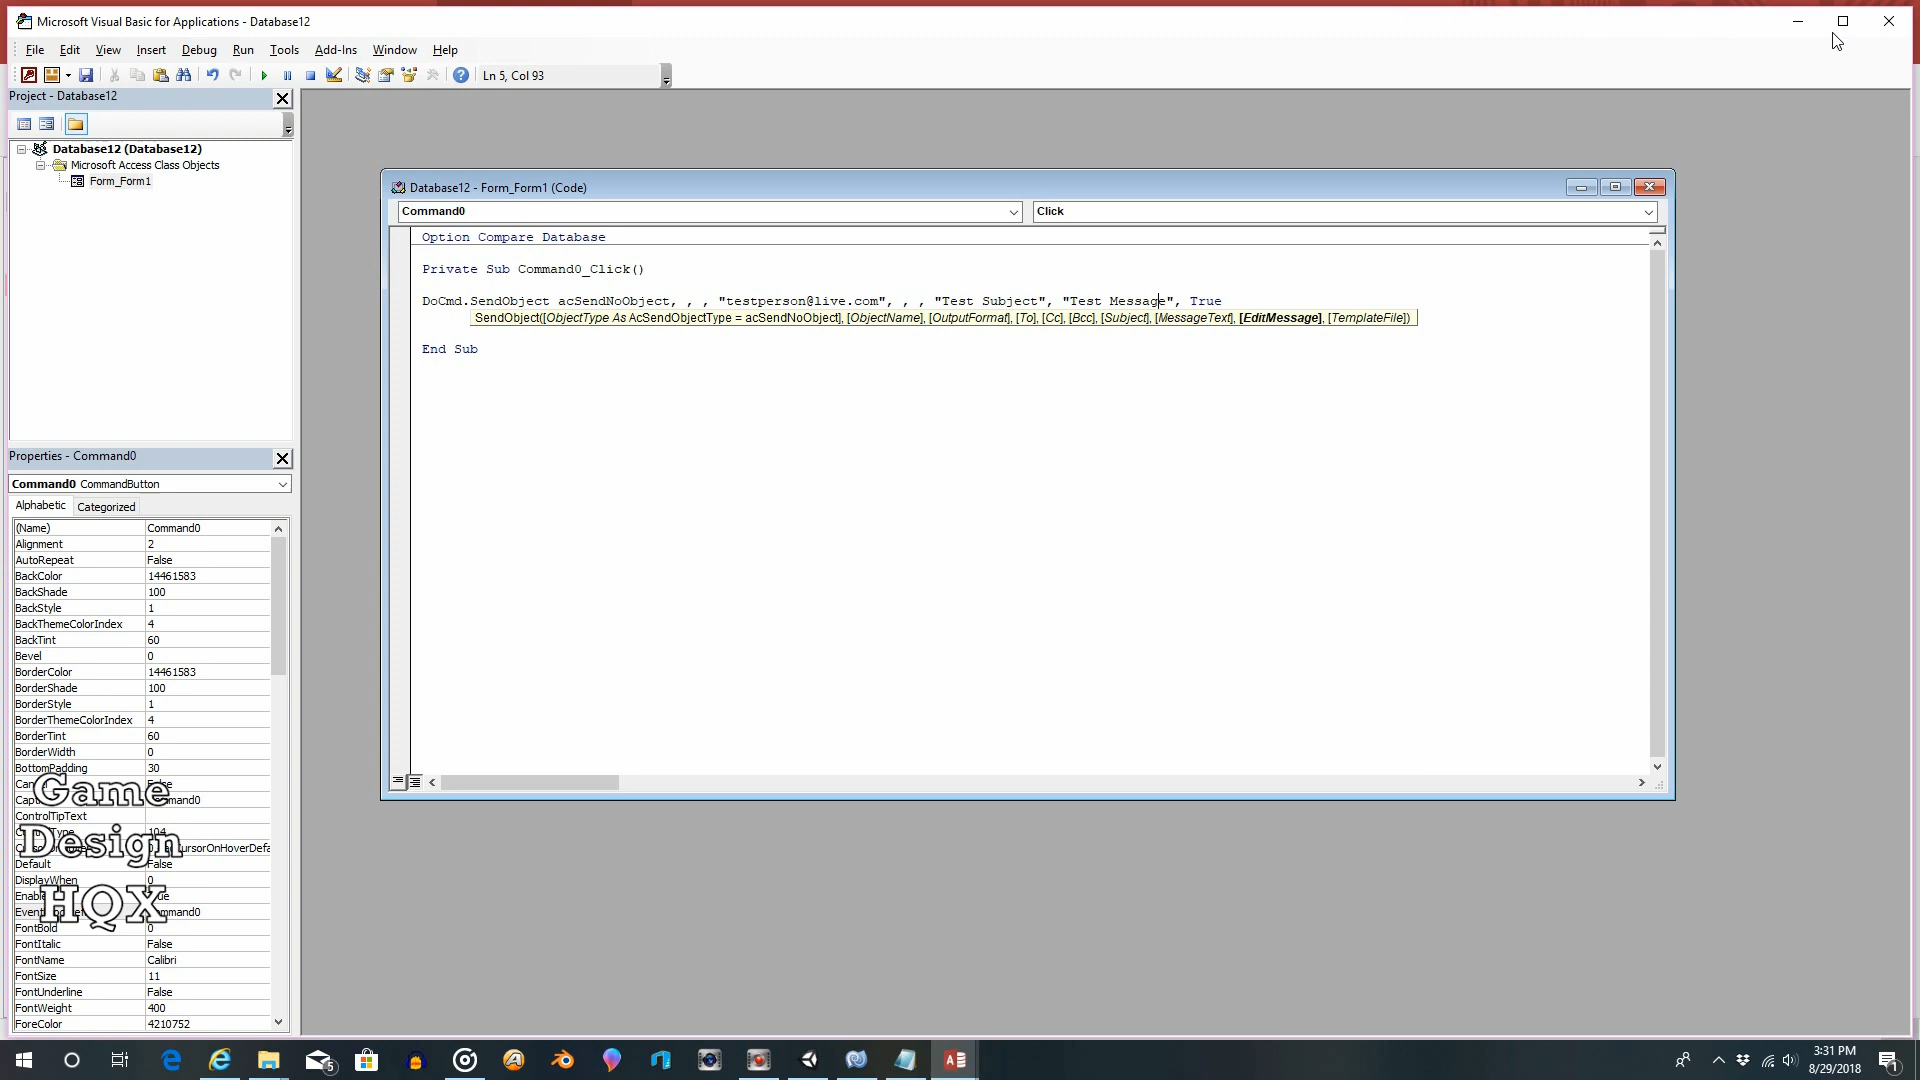 Microsoft Visual Basic for Applications - Database12
File Edit View Insert Debug Run Tools Add-Ins Window Help
Ln 5, Col 93
Project - Database12
Database12 (Database12)
Microsoft Access Class Objects
Form_Form1
Database12 - Form_Form1 (Code)
Command0 Click
Option Compare Database
Private Sub Command0_Click()
DoCmd.SendObject acSendNoObject, , , "testperson@live.com", , , "Test Subject", "Test Message", True
SendObject([ObjectType As AcSendObjectType = acSendNoObject], [ObjectName], [OutputFormat], [To], [Cc], [Bcc], [Subject], [MessageText], [EditMessage], [TemplateFile])
End Sub
Properties - Command0
Command0 CommandButton
Alphabetic Categorized
(Name) Command0
Alignment 2
AutoRepeat False
BackColor 14461583
BackShade 100
BackStyle 1
BackThemeColorIndex 4
BackTint 60
Bevel 0
BorderColor 14461583
BorderShade 100
BorderStyle 1
BorderThemeColorIndex 4
BorderTint 60
BorderWidth 0
BottomPadding 30
ControlTipText
Default False
DisplayWhen 0
FontBold 0
FontItalic False
FontName Calibri
FontSize 11
FontUnderline False
FontWeight 400
ForeColor 4210752
Game
Design
HQX
5
3:31 PM
8/29/2018
1